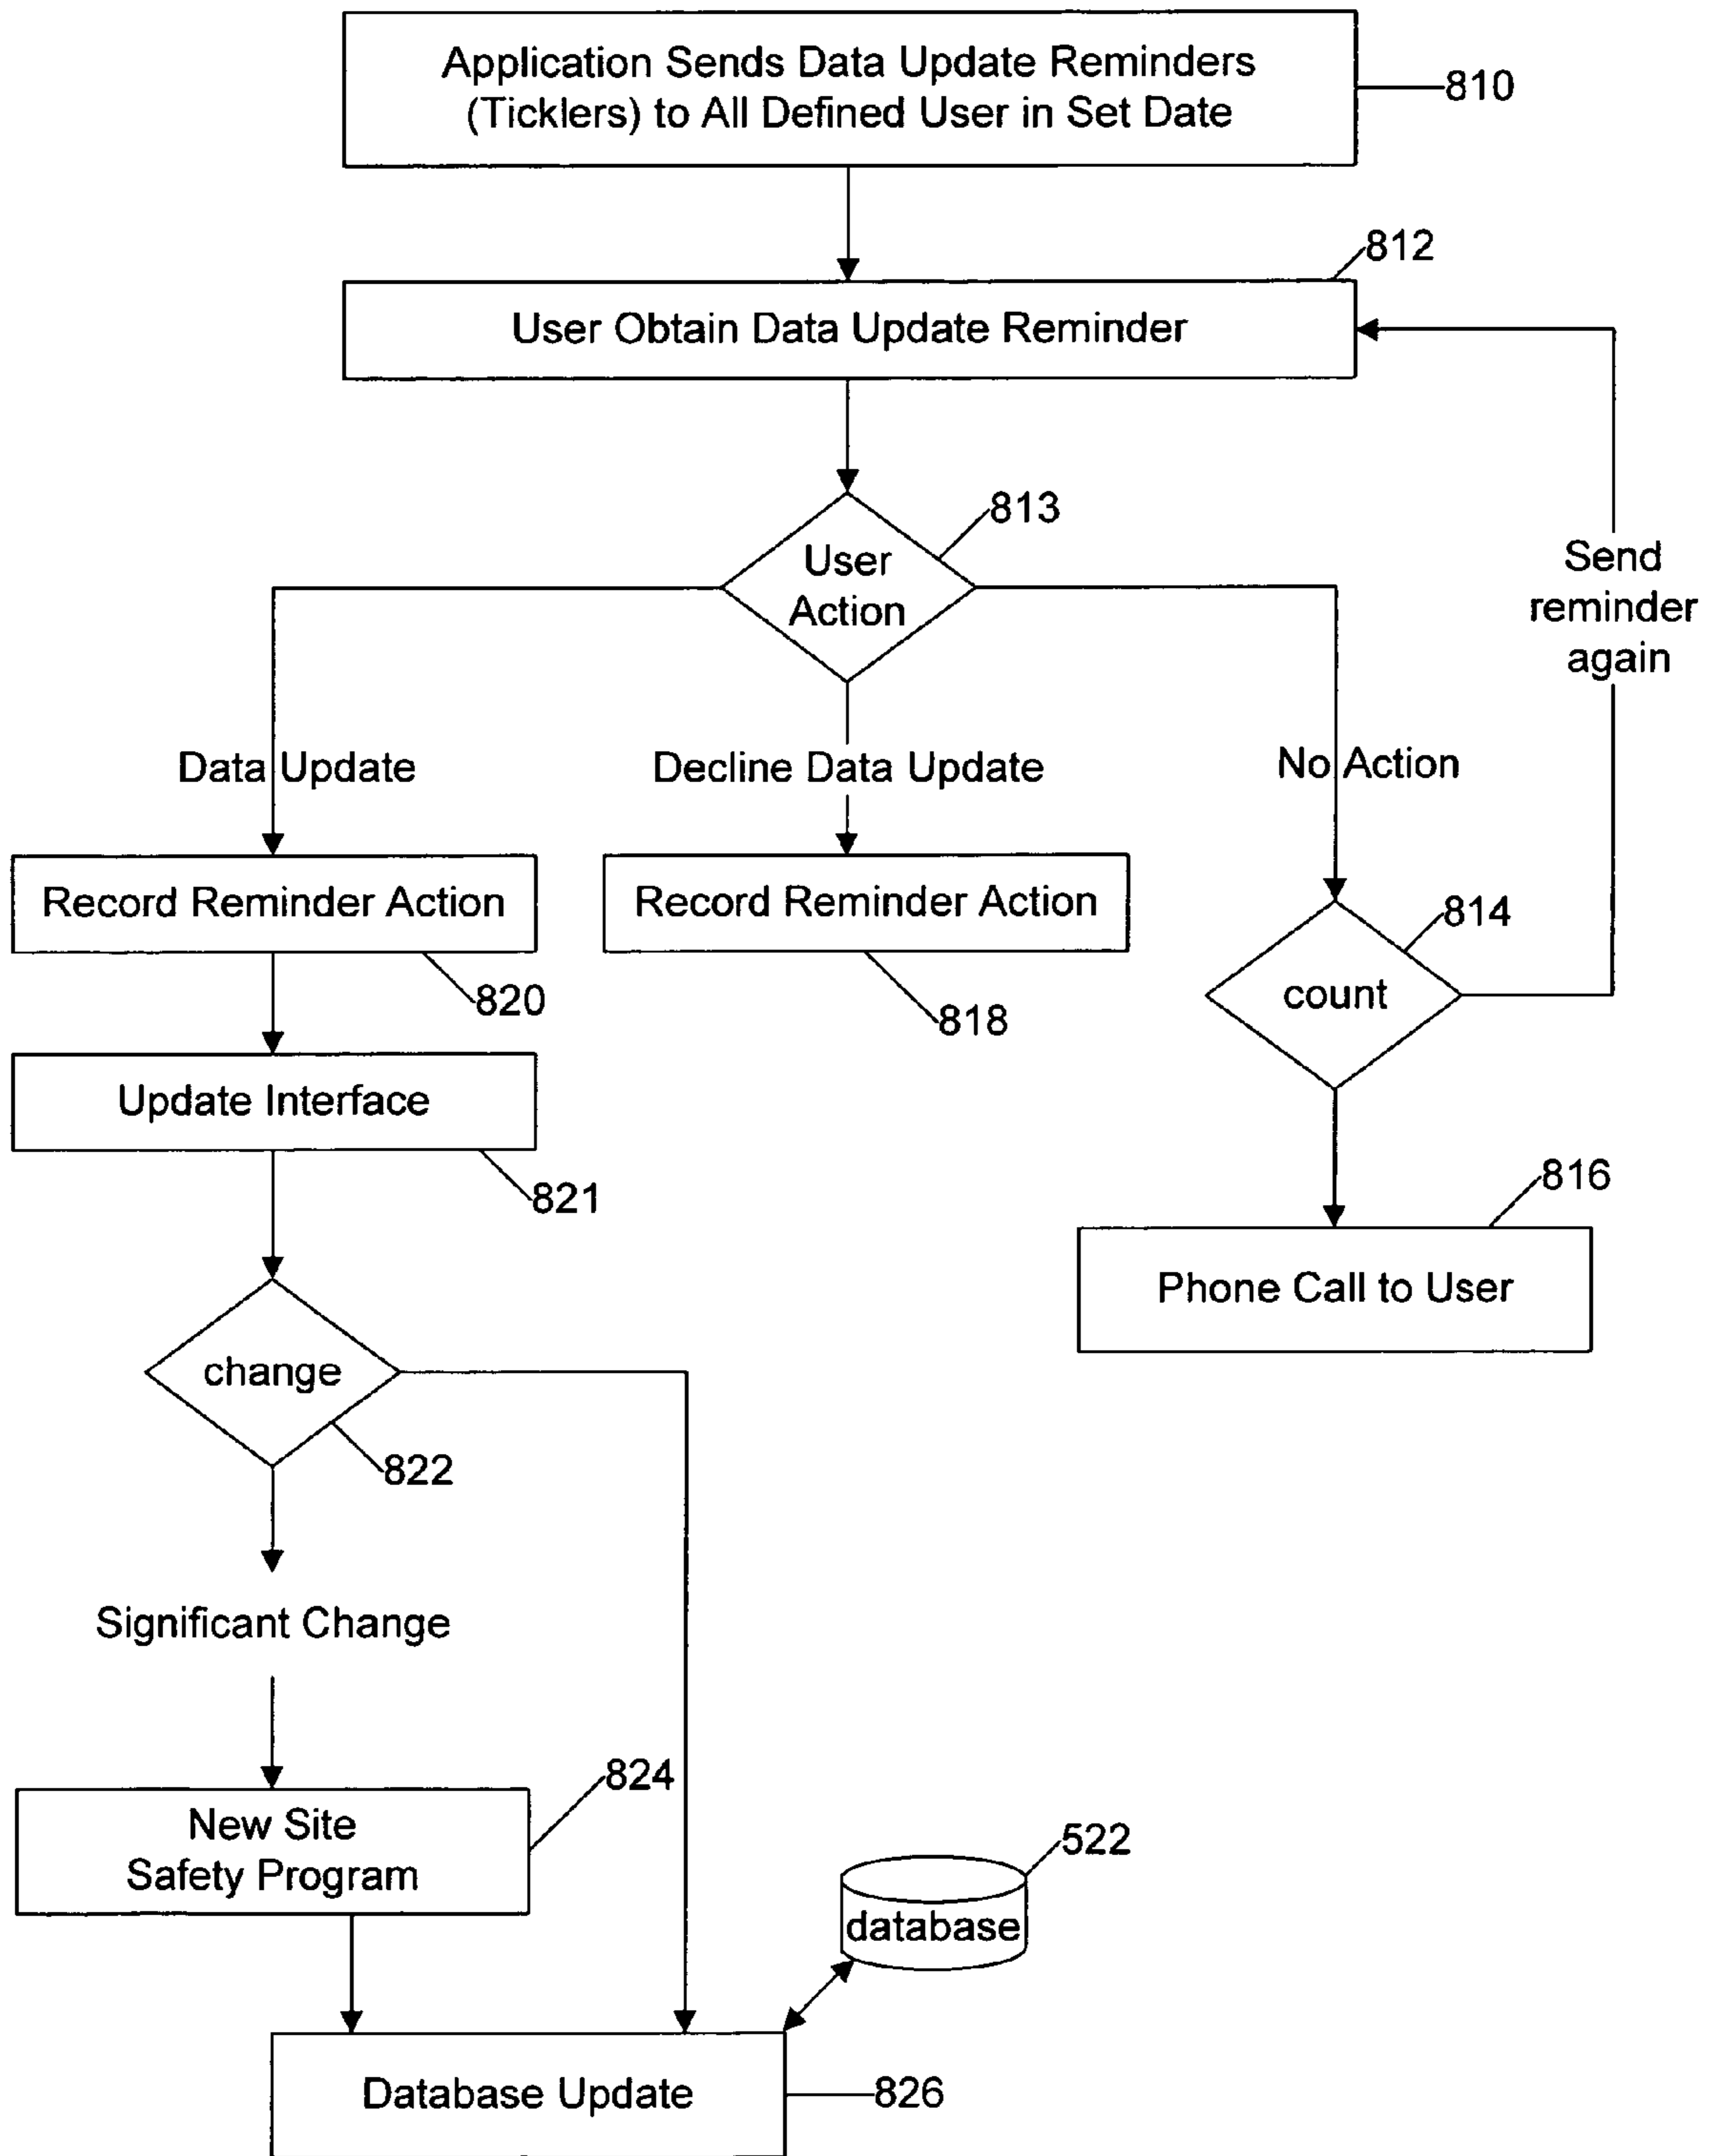 Application Sends Data Update Reminders
(Ticklers) to All Defined User in Set Date
810
812
User Obtain Data Update Reminder
813
User
Action
Send
reminder
again
Data Update
Decline Data Update
No Action
Record Reminder Action
820
Record Reminder Action
818
814
count
Update Interface
821
816
Phone Call to User
change
822
Significant Change
824
New Site
Safety Program
522
database
Database Update
826